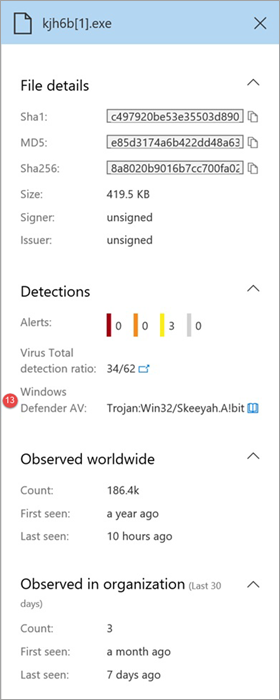 kjh6b[1].exe
File details
Sha1: c497920be53e35503d890
MD5: e85d3174a6b422dd48a63
Sha256: 8a8020b9016b7cc700fa02
Size: 419.5 KB
Signer: unsigned
Issuer: unsigned
Detections
Alerts: 0 0 3 0
Virus Total
detection ratio: 34/62
13 Windows
Defender AV: Trojan:Win32/Skeeyah.A!bit
Observed worldwide
Count: 186.4k
First seen: a year ago
Last seen: 10 hours ago
Observed in organization (Last 30
days)
Count: 3
First seen: a month ago
Last seen: 7 days ago